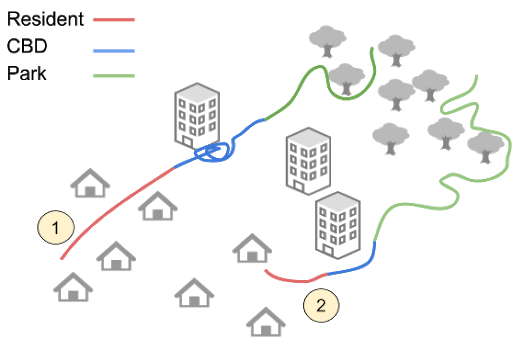 Resident
CBD
Park
1
2